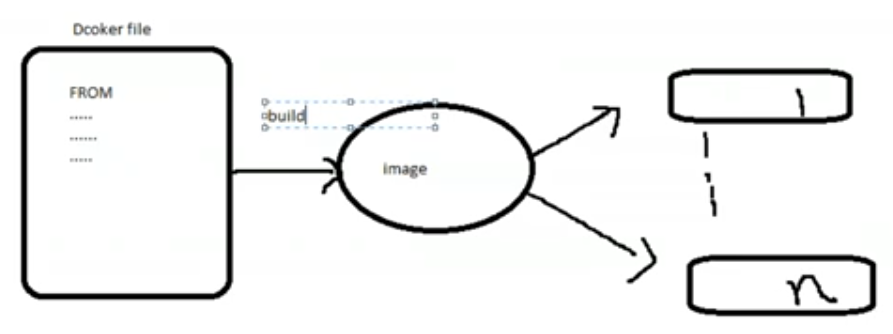 Dcoker file
FROM
.....
......
.....
build
image
1
n